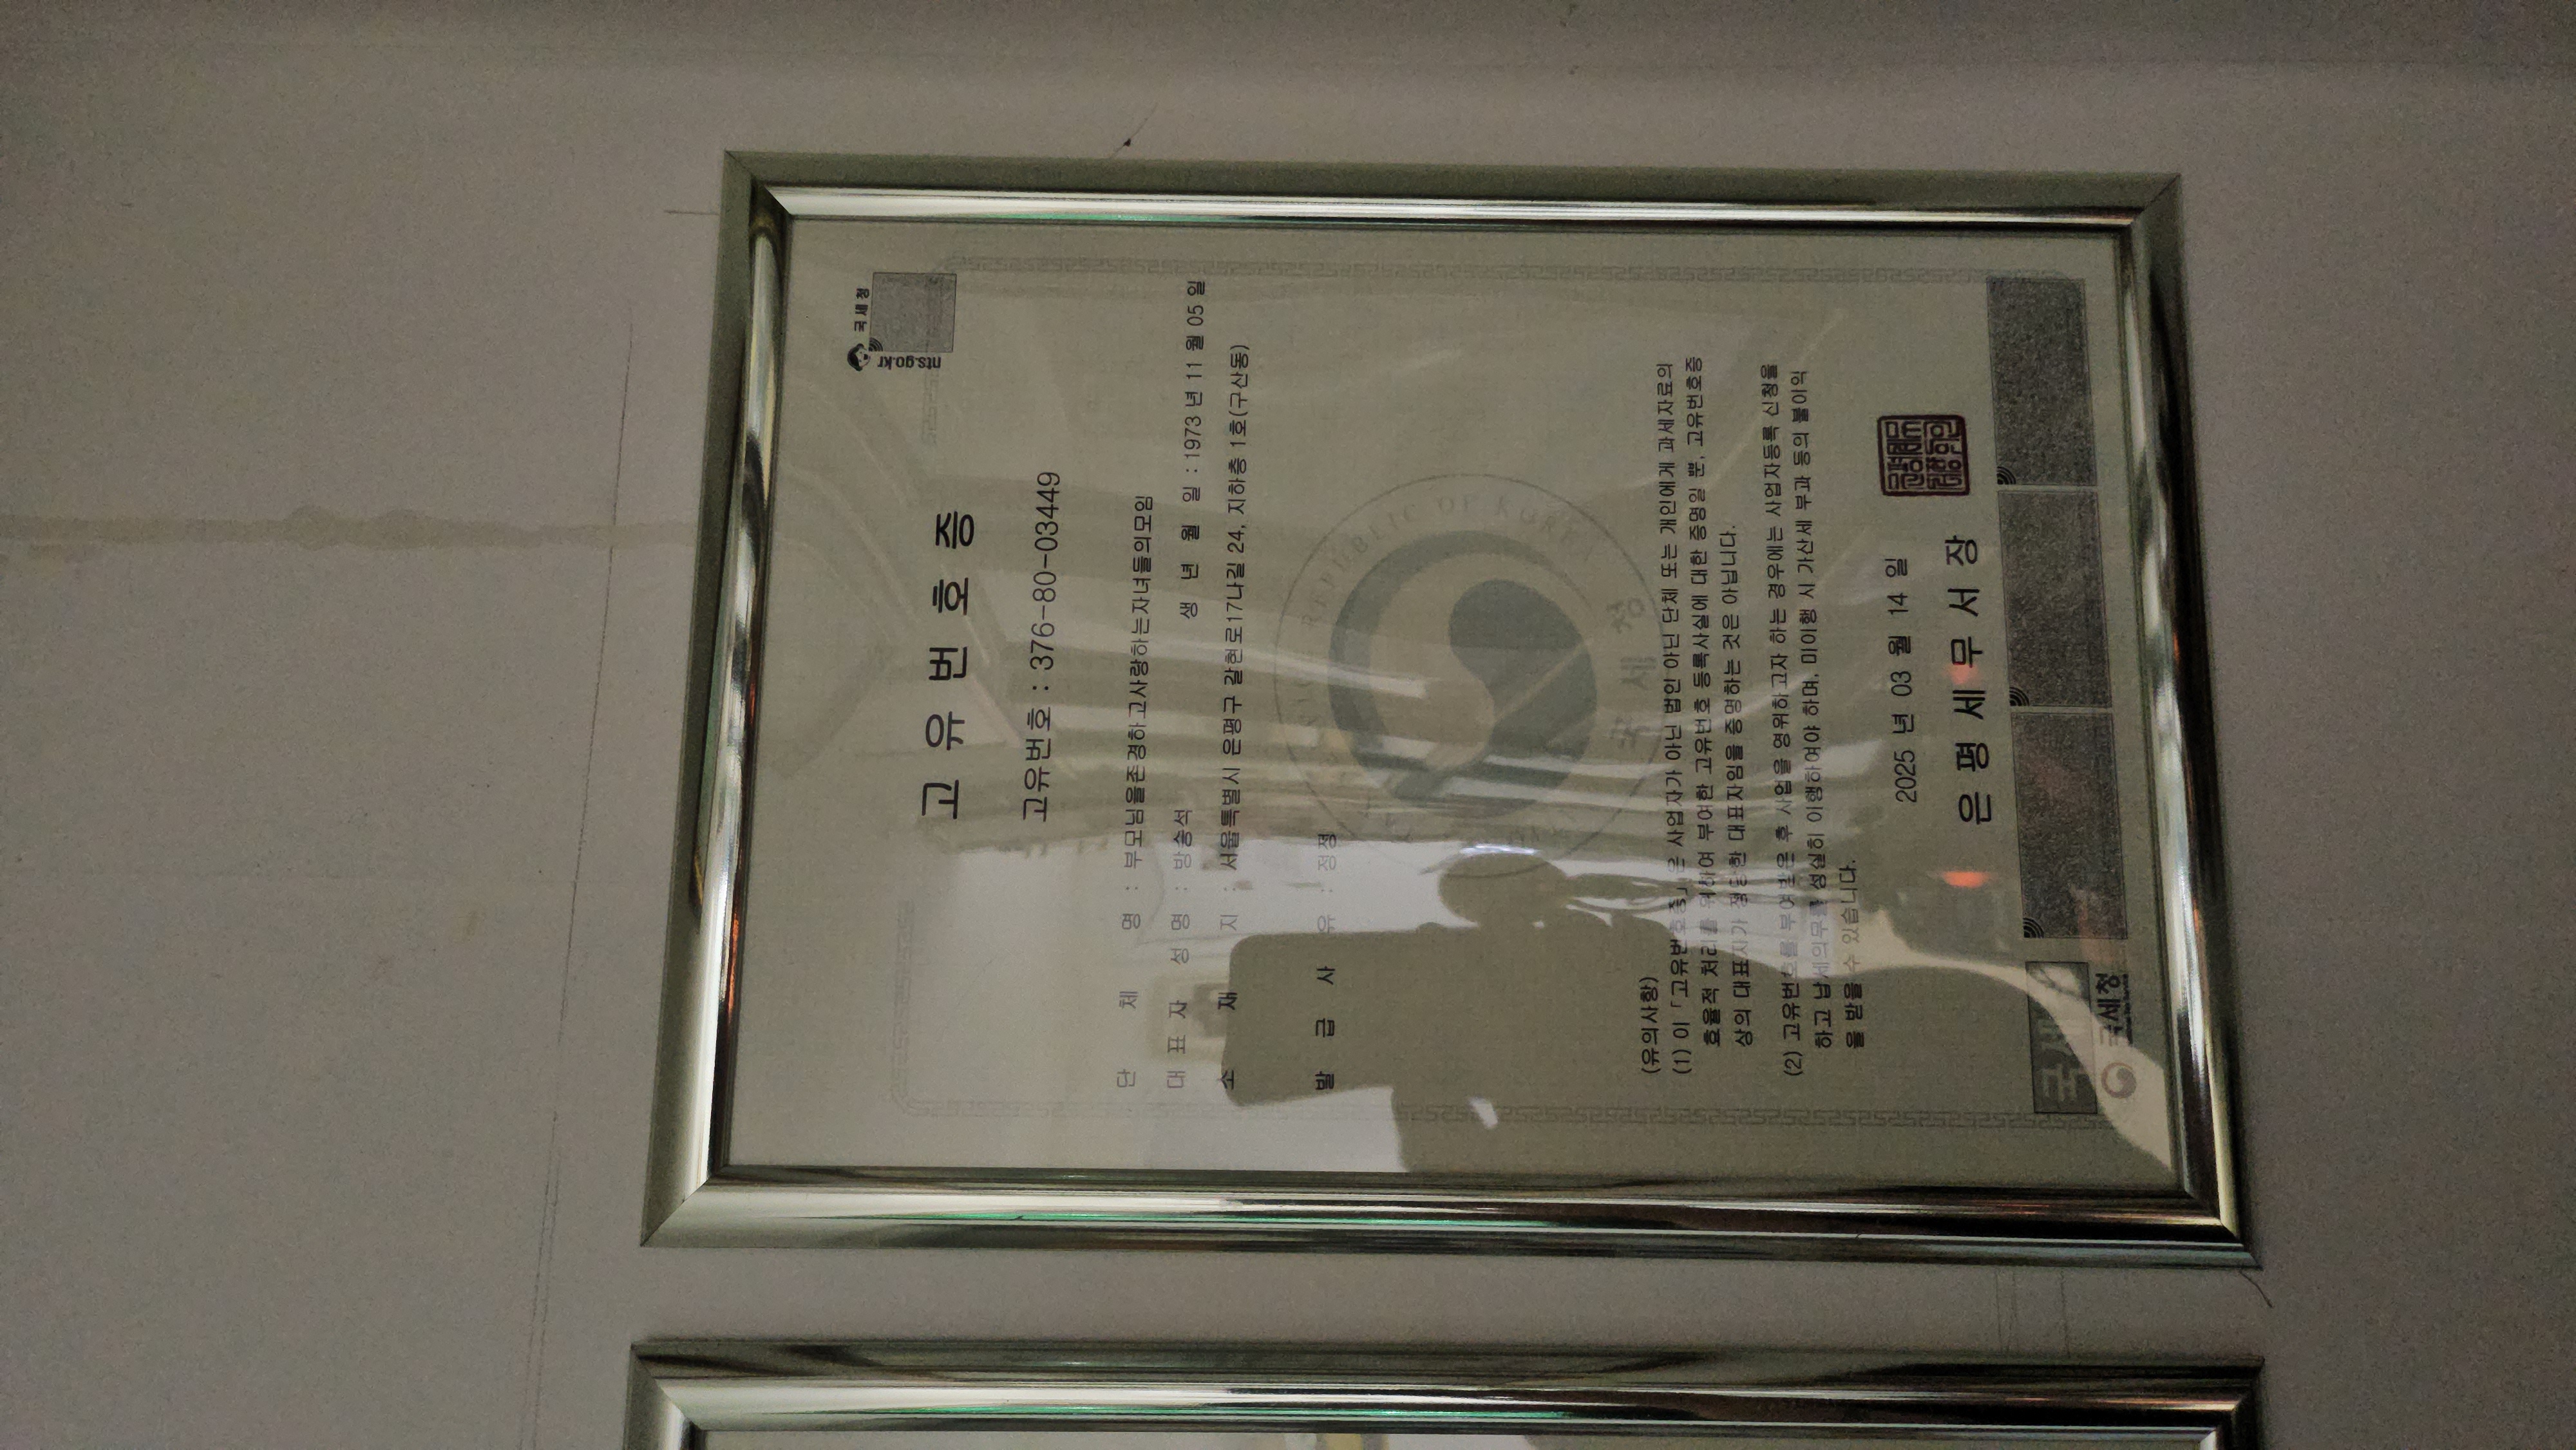 국세청
nts.go.kr
고유번호증
고유번호 : 376-80-03449
단 체 명 : 부모님을존경하고사랑하는자녀들의모임
대 표 자 성 명 : 방송석 생 년 월 일 : 1973 년 11 월 05 일
소 재 지 : 서울특별시 은평구 갈현로17나길 24, 지하층 1호(구산동)
발 급 사 유 : 정정
REPUBLIC OF KOREA
국세청
(유의사항)
(1) 이 「고유번호증」은 사업자가 아닌 법인 아닌 단체 또는 개인에게 과세자료의
효율적 처리를 위하여 부여한 고유번호 등록사실에 대한 증명일 뿐, 고유번호증
상의 대표자가 정당한 대표자임을 증명하는 것은 아닙니다.
(2) 고유번호를 부여받은 후 사업을 영위하고자 하는 경우에는 사업자등록 신청을
하고 납세의무를 성실히 이행하여야 하며, 미이행 시 가산세 부과 등의 불이익
을 받을 수 있습니다.
2025 년 03 월 14 일
은평세무서장
국세청